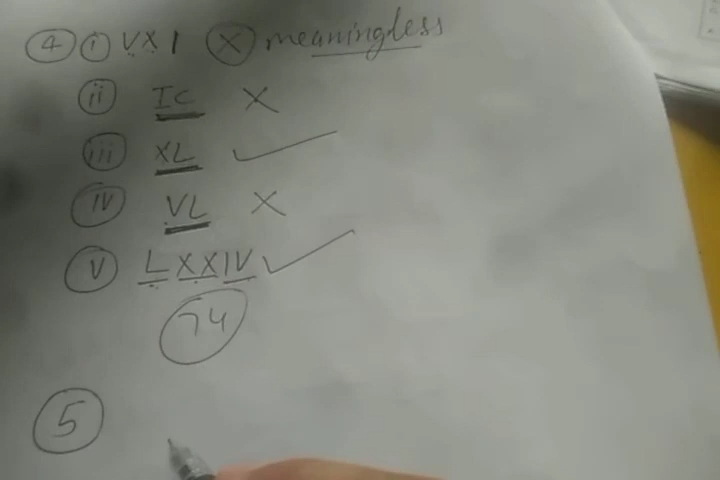 4 i VXI X meaningless
ii IC X
iii XL ✓
iv VL X
v LXXIV ✓
74
5